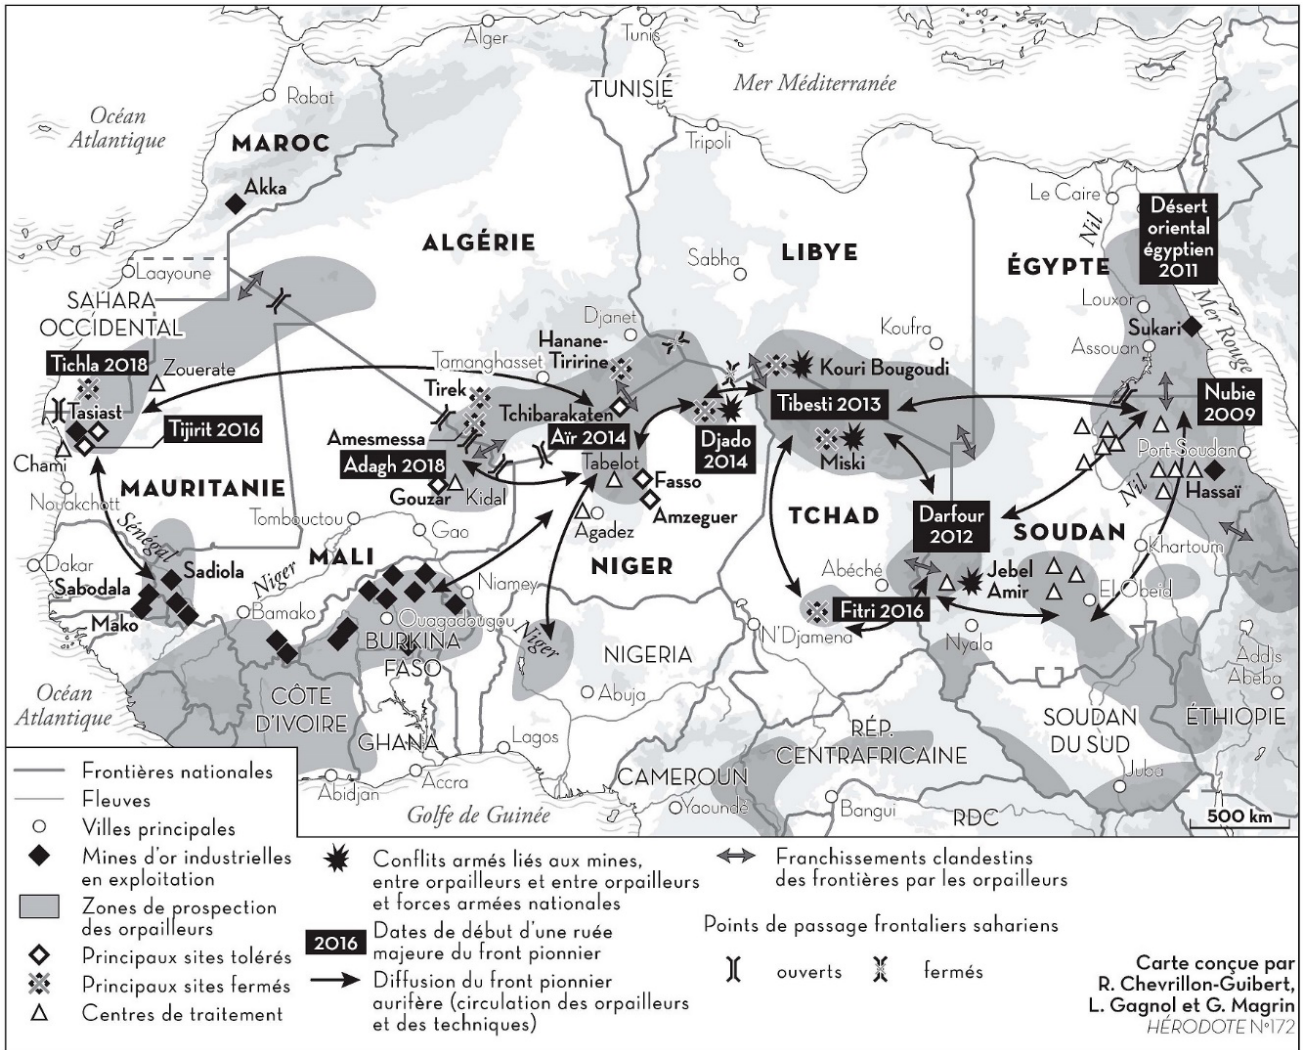 Alger
Tunis
Océan
Atlantique
Rabat
TUNISIE
Mer Méditerranée
MAROC
Tripoli
Akka
Le Caire
Nil
Désert
oriental
égyptien
2011
ALGÉRIE
LIBYE
ÉGYPTE
Sabha
Laayoune
SAHARA
OCCIDENTAL
Louxor
Mer Rouge
Sukari
Assouan
Djanet
Koufra
Hanane-
Tiririne
Tichla 2018
Zouerate
Tamanghasset
Kouri Bougoudi
Tirek
Tchibarakaten
Tibesti 2013
Nubie
2009
Tasiast
Tijirit 2016
Amesmessa
Aïr 2014
Djado
2014
Miski
Port-Soudan
Chami
Adagh 2018
Tabelot
Gouzar
Kidal
Fasso
Nil
Hassaï
Nouakchott
MAURITANIE
Amzeguer
TCHAD
Darfour
2012
SOUDAN
Sénégal
Tombouctou
Gao
Agadez
Khartoum
MALI
NIGER
Dakar
Sadiola
Niger
Niamey
Abéché
Jebel
Amir
Sabodala
El Obeid
Mako
Bamako
Ouagadougou
Fitri 2016
BURKINA
FASO
Niger
N'Djamena
Nyala
NIGERIA
Addis
Abeba
Océan
Atlantique
CÔTE
D'IVOIRE
Abuja
SOUDAN
DU SUD
ÉTHIOPIE
GHANA
Lagos
RÉP.
CENTRAFRICAINE
Abidjan
Accra
CAMEROUN
Juba
Golfe de Guinée
Yaoundé
Bangui
RDC
500 km
Frontières nationales
Fleuves
Villes principales
Mines d'or industrielles
en exploitation
Zones de prospection
des orpailleurs
Principaux sites tolérés
Principaux sites fermés
Centres de traitement
Conflits armés liés aux mines,
entre orpailleurs et entre orpailleurs
et forces armées nationales
2016
Dates de début d'une ruée
majeure du front pionnier
Diffusion du front pionnier
aurifère (circulation des orpailleurs
et des techniques)
Franchissements clandestins
des frontières par les orpailleurs
Points de passage frontaliers sahariens
ouverts
fermés
Carte conçue par
R. Chevrillon-Guibert,
L. Gagnol et G. Magrin
HÉRODOTE N°172